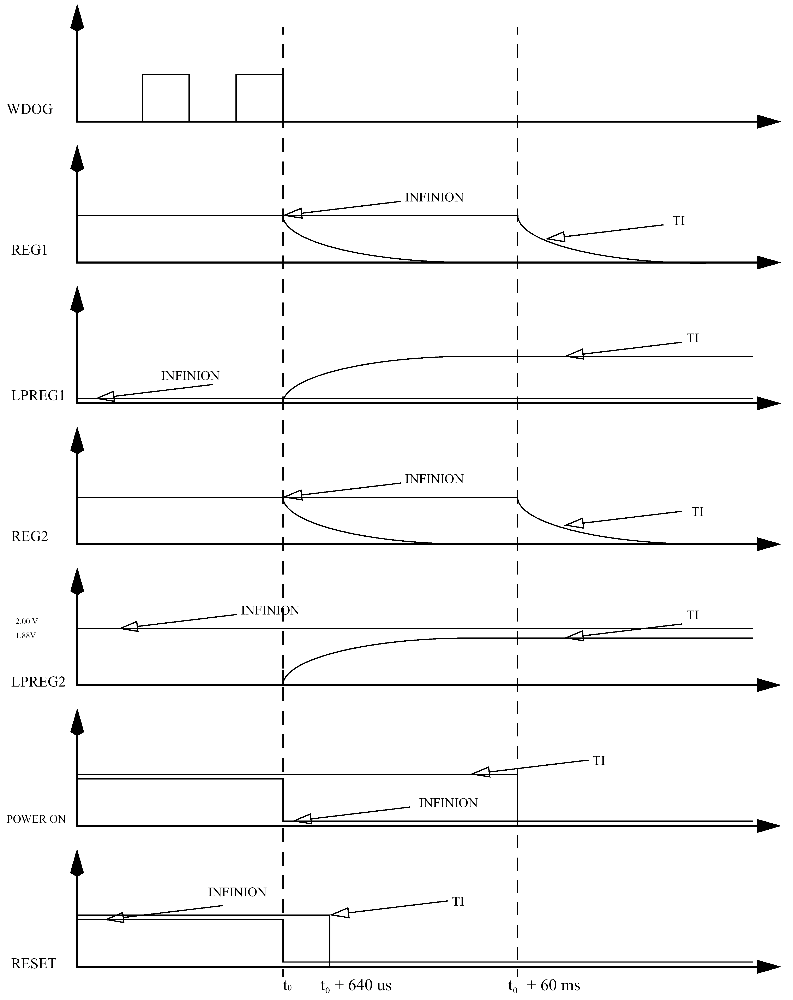 WDOG
INFINION
TI
REG1
TI
INFINION
LPREG1
INFINION
TI
REG2
INFINION
TI
2.00 V
1.88V
LPREG2
TI
INFINION
POWER ON
INFINION
TI
RESET
t0 t0 + 640 us t0 + 60 ms